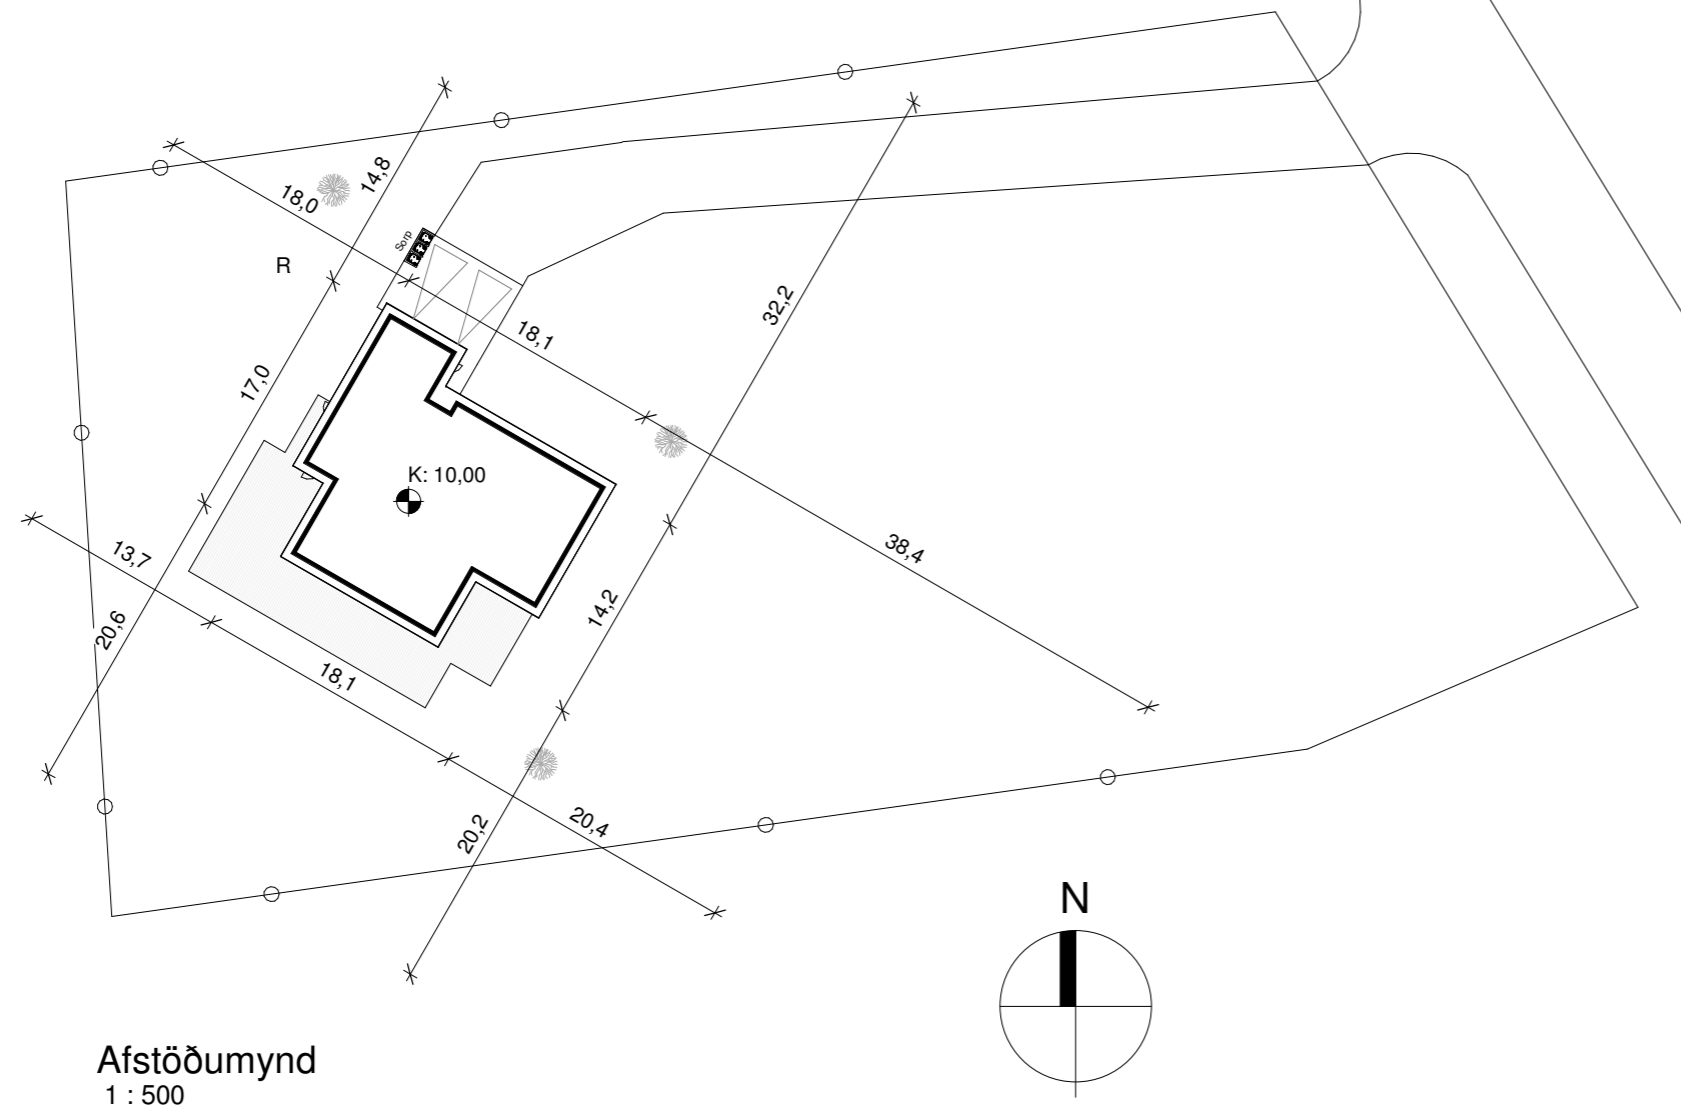 14,8
18,0
Sorp
R
18,1
32,2
17,0
K: 10,00
38,4
13,7
14,2
20,6
18,1
20,4
20,2
N
Afstöðumynd
1 : 500